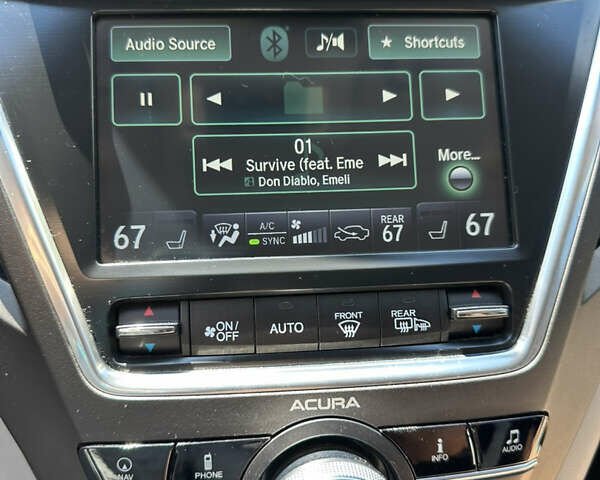 Audio Source
★ Shortcuts
01
Survive (feat. Eme
Don Diablo, Emeli
More...
67
A/C
SYNC
REAR
67
67
ON/
OFF
AUTO
FRONT
REAR
ACURA
NAV
PHONE
i
INFO
AUDIO